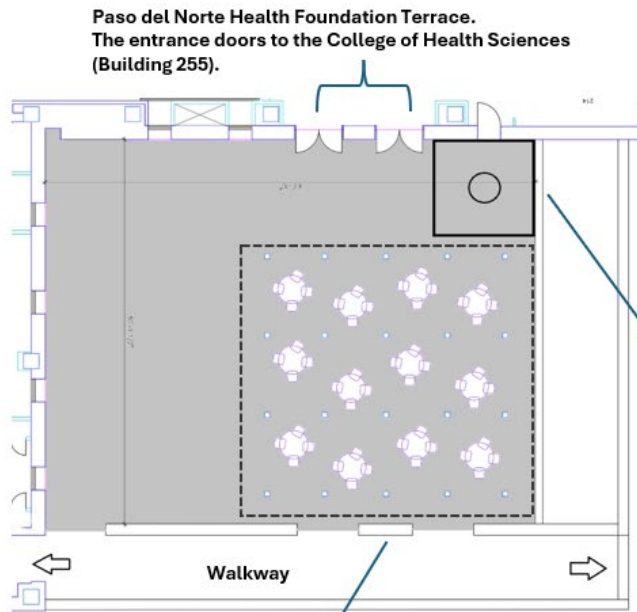 Paso del Norte Health Foundation Terrace.
The entrance doors to the College of Health Sciences
(Building 255).
Walkway